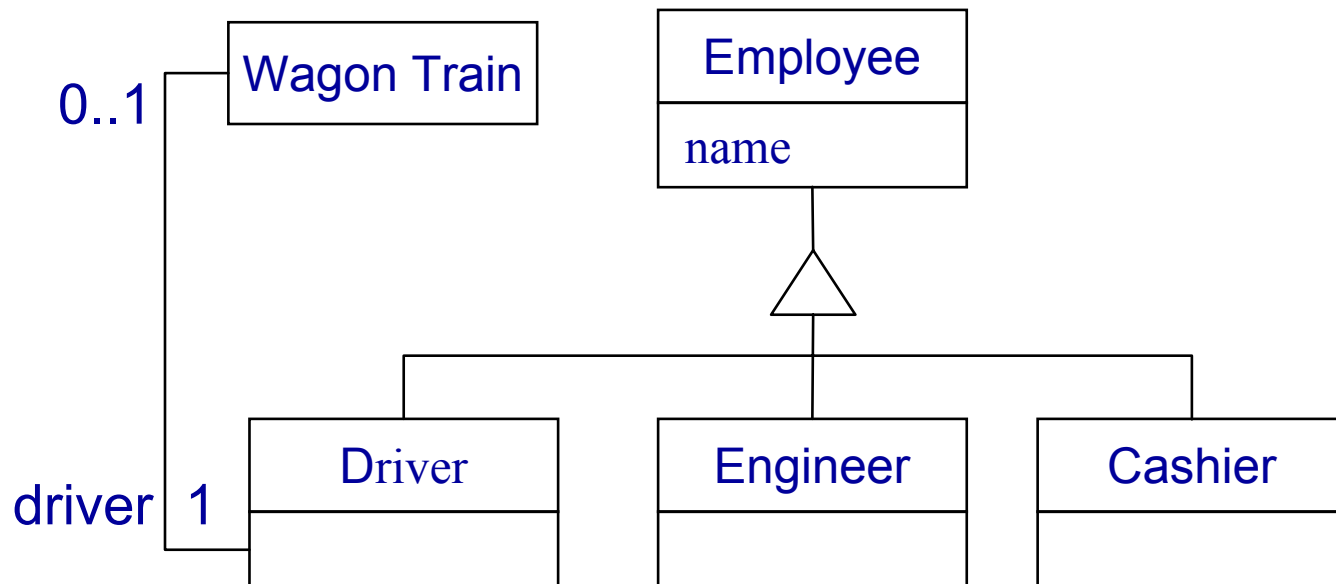 Wagon Train
0..1
Employee
name
Driver
Engineer
Cashier
driver 1